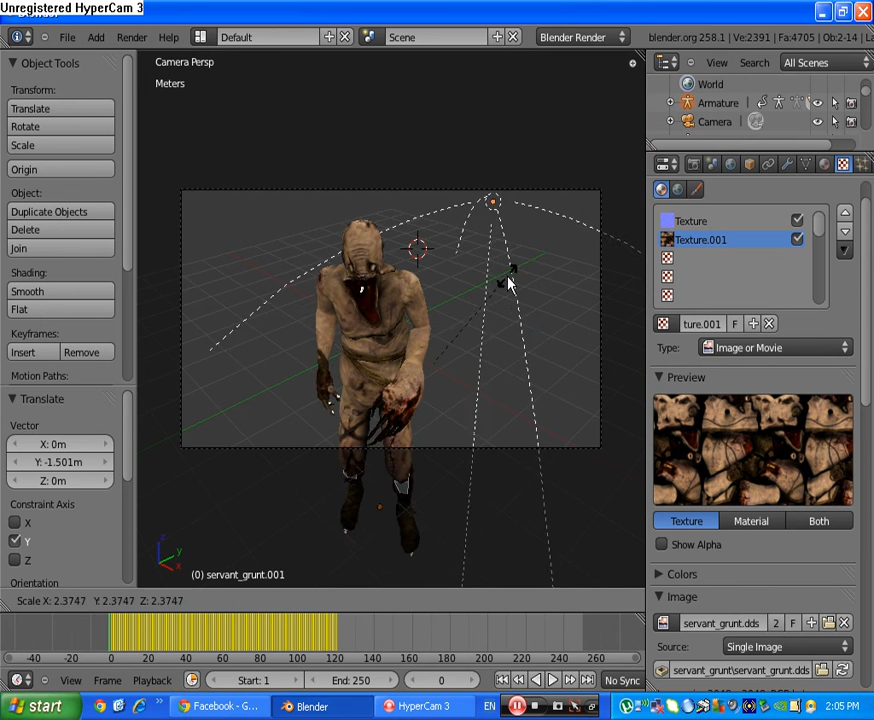 Unregistered HyperCam 3
File Add Render Help Default Scene Blender Render blender.org 258.1 | Ve:2391 | Fa:4705 | Ob:2-14 | La
Object Tools
Transform:
Translate
Rotate
Scale
Origin
Object:
Duplicate Objects
Delete
Join
Shading:
Smooth
Flat
Keyframes:
Insert Remove
Motion Paths:
Translate
Vector
X: 0m
Y: -1.501m
Z: 0m
Constraint Axis
X
Y
Z
Orientation
Camera Persp
Meters
z
y
x
(0) servant_grunt.001
Scale X: 2.3747 Y: 2.3747 Z: 2.3747
View Search All Scenes
World
Armature
Camera
Texture
Texture.001
ture.001 F
Type: Image or Movie
Preview
Texture Material Both
Show Alpha
Colors
Image
servant_grunt.dds 2 F
Source: Single Image
servant_grunt\servant_grunt.dds
-40 -20 0 20 40 60 80 100 120 140 160 180 200 220 240 260
View Frame Playback Start: 1 End: 250 0 No Sync
start Facebook - G... Blender HyperCam 3 EN 2:05 PM